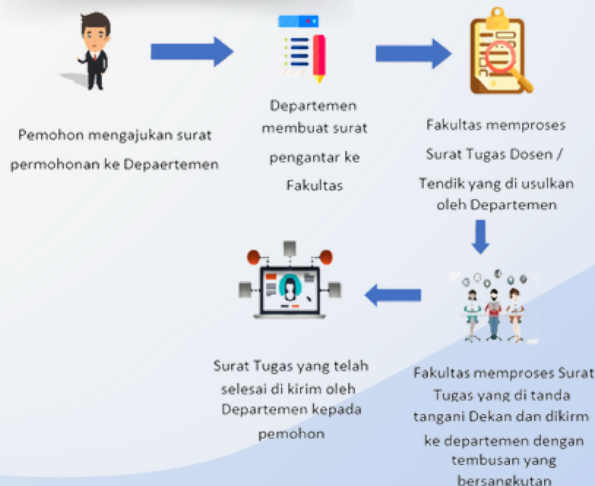 Pemohon mengajukan surat
permohonan ke Depaertemen
Departemen
membuat surat
pengantar ke
Fakultas
Fakultas memproses
Surat Tugas Dosen /
Tendik yang di usulkan
oleh Departemen
Fakultas memproses Surat
Tugas yang di tanda
tangani Dekan dan dikirm
ke departemen dengan
tembusan yang
bersangkutan
Surat Tugas yang telah
selesai di kirim oleh
Departemen kepada
pemohon